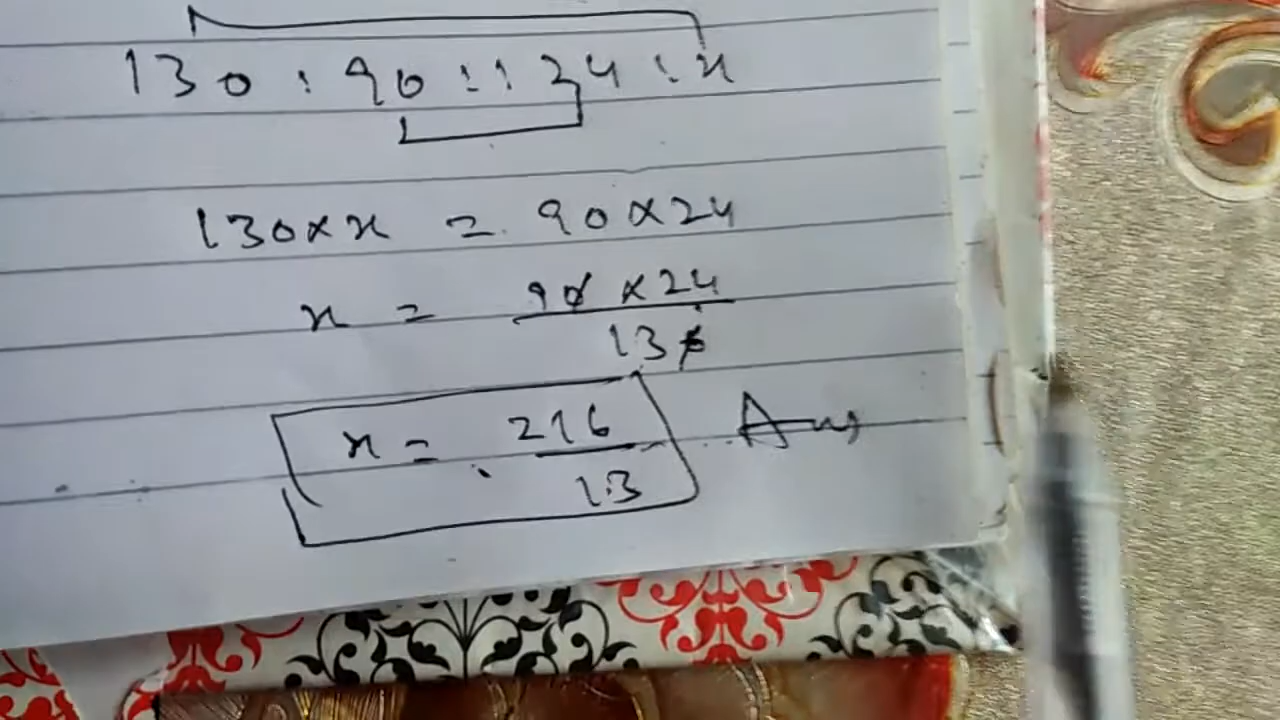 130 : 90 :: 24 : x
130 × x = 90 × 24
x = 90 × 24 / 130
x = 216 / 13 Ans